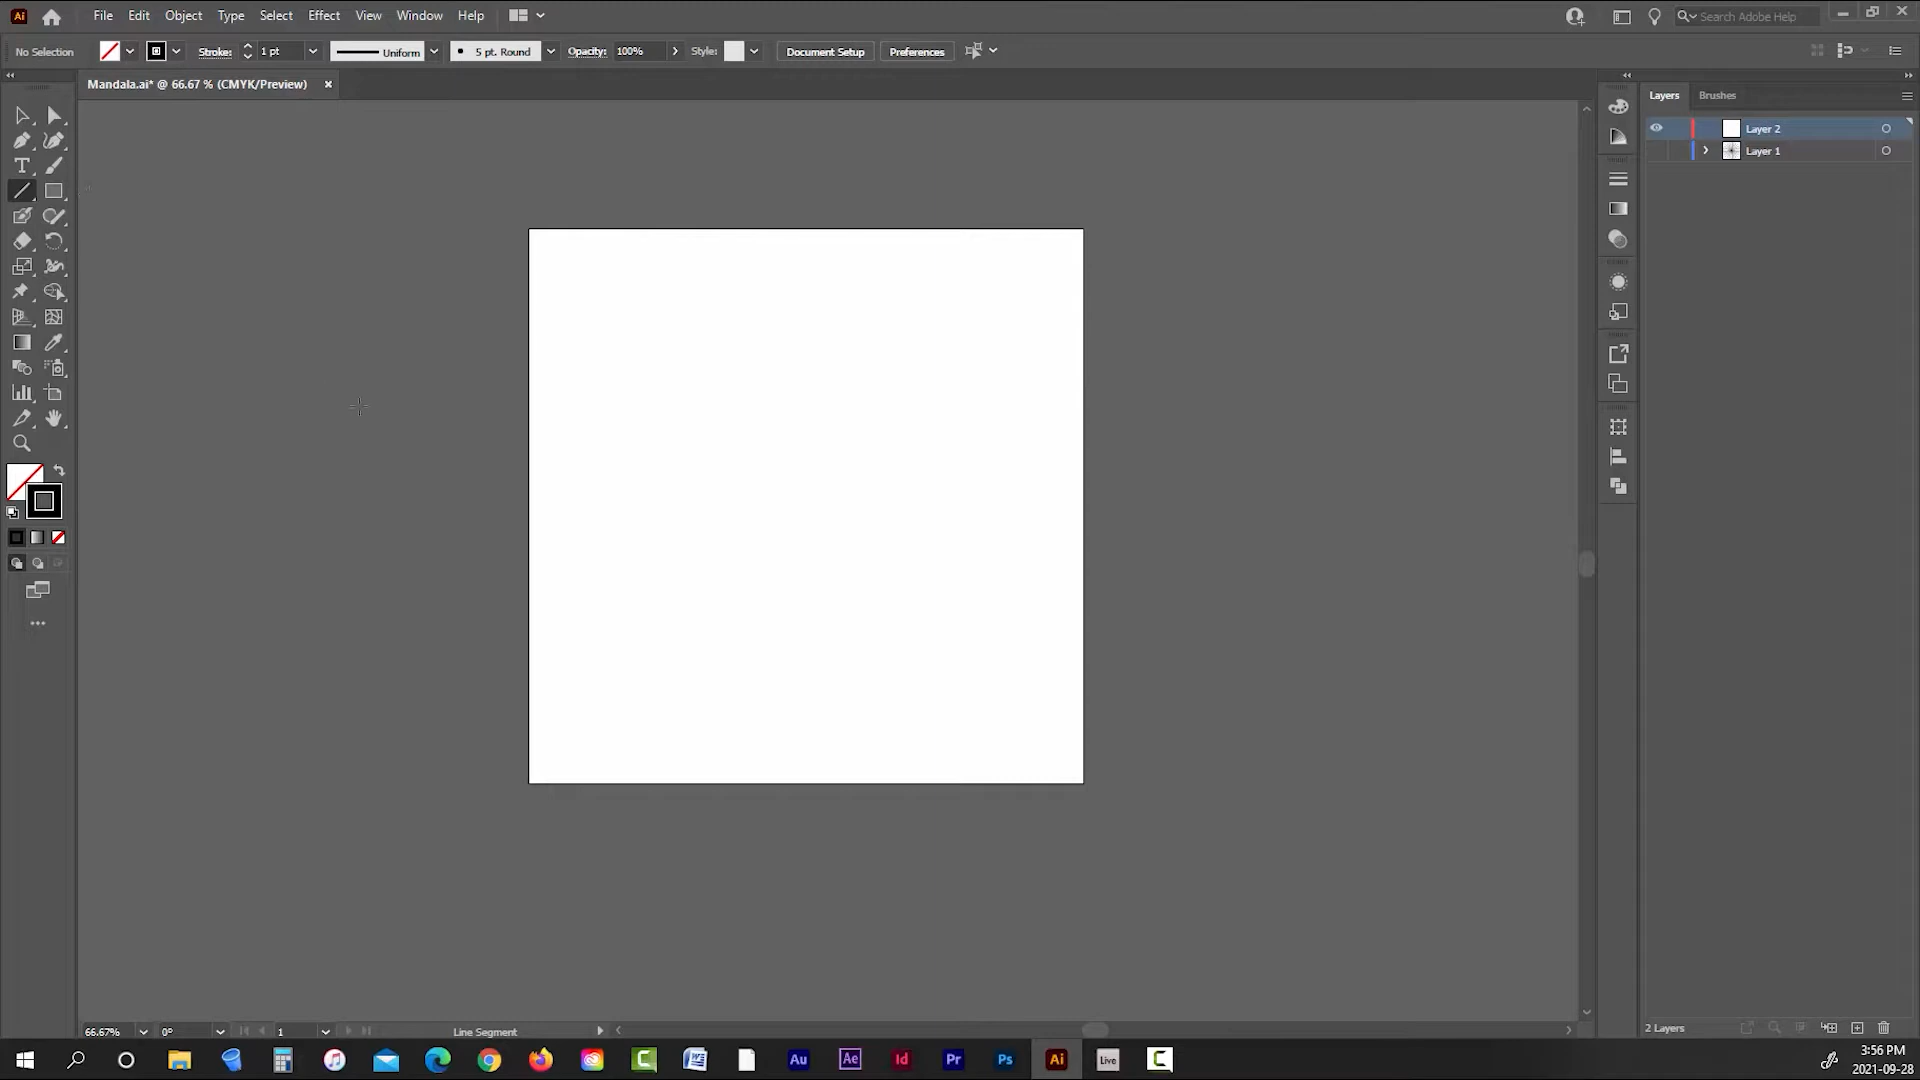 Ai File Edit Object Type Select Effect View Window Help Search Adobe Help
No Selection Stroke: 1 pt Uniform 5 pt. Round Opacity: 100% Style: Document Setup Preferences
Mandala.ai* @ 66.67 % (CMYK/Preview) ×
Layers Brushes
Layer 2
Layer 1
T
66.67% 0° 1 Line Segment
2 Layers
Au Ae Id Pr Ps Ai Live
3:56 PM
2021-09-28